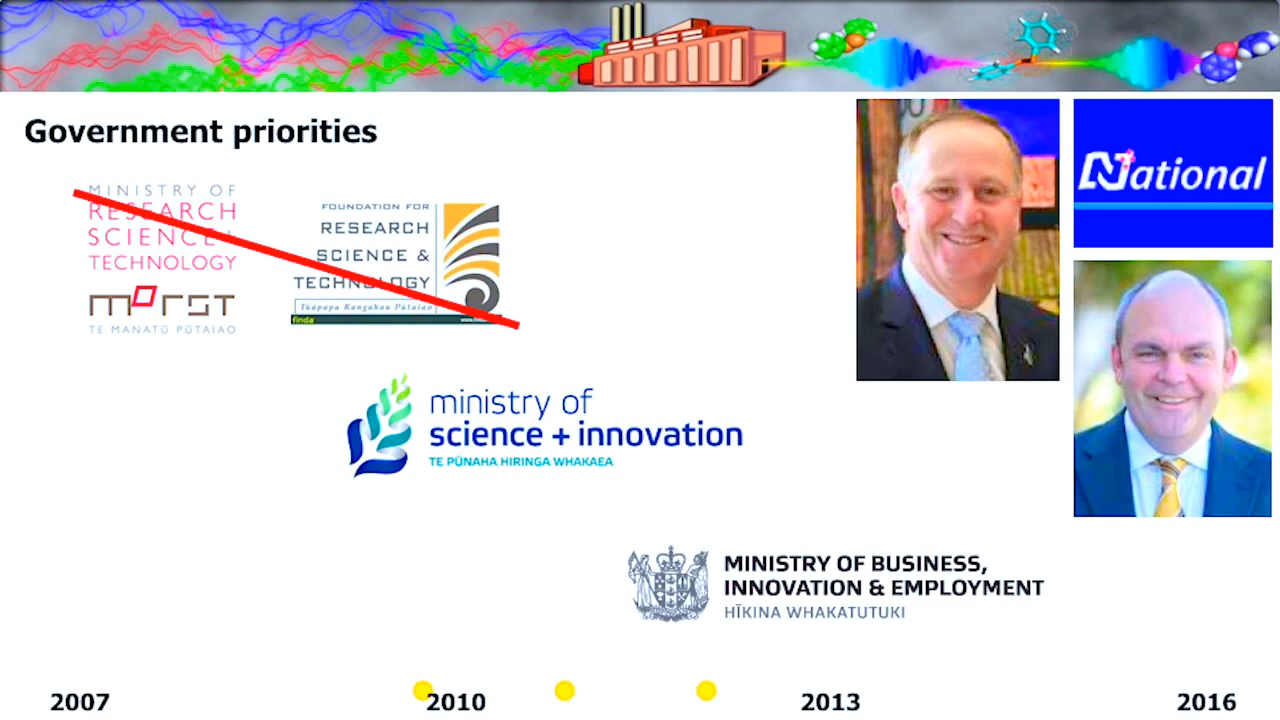 Government priorities
MINISTRY OF
RESEARCH
SCIENCE +
TECHNOLOGY
morst
TE MANATŪ PŪTAIAO
FOUNDATION FOR
RESEARCH
SCIENCE &
TECHNOLOGY
Tūāpapa Rangahau Pūtaiao
finda
National
ministry of
science + innovation
TE PŪNAHA HIRINGA WHAKAEA
MINISTRY OF BUSINESS,
INNOVATION & EMPLOYMENT
HĪKINA WHAKATUTUKI
2007
2010
2013
2016